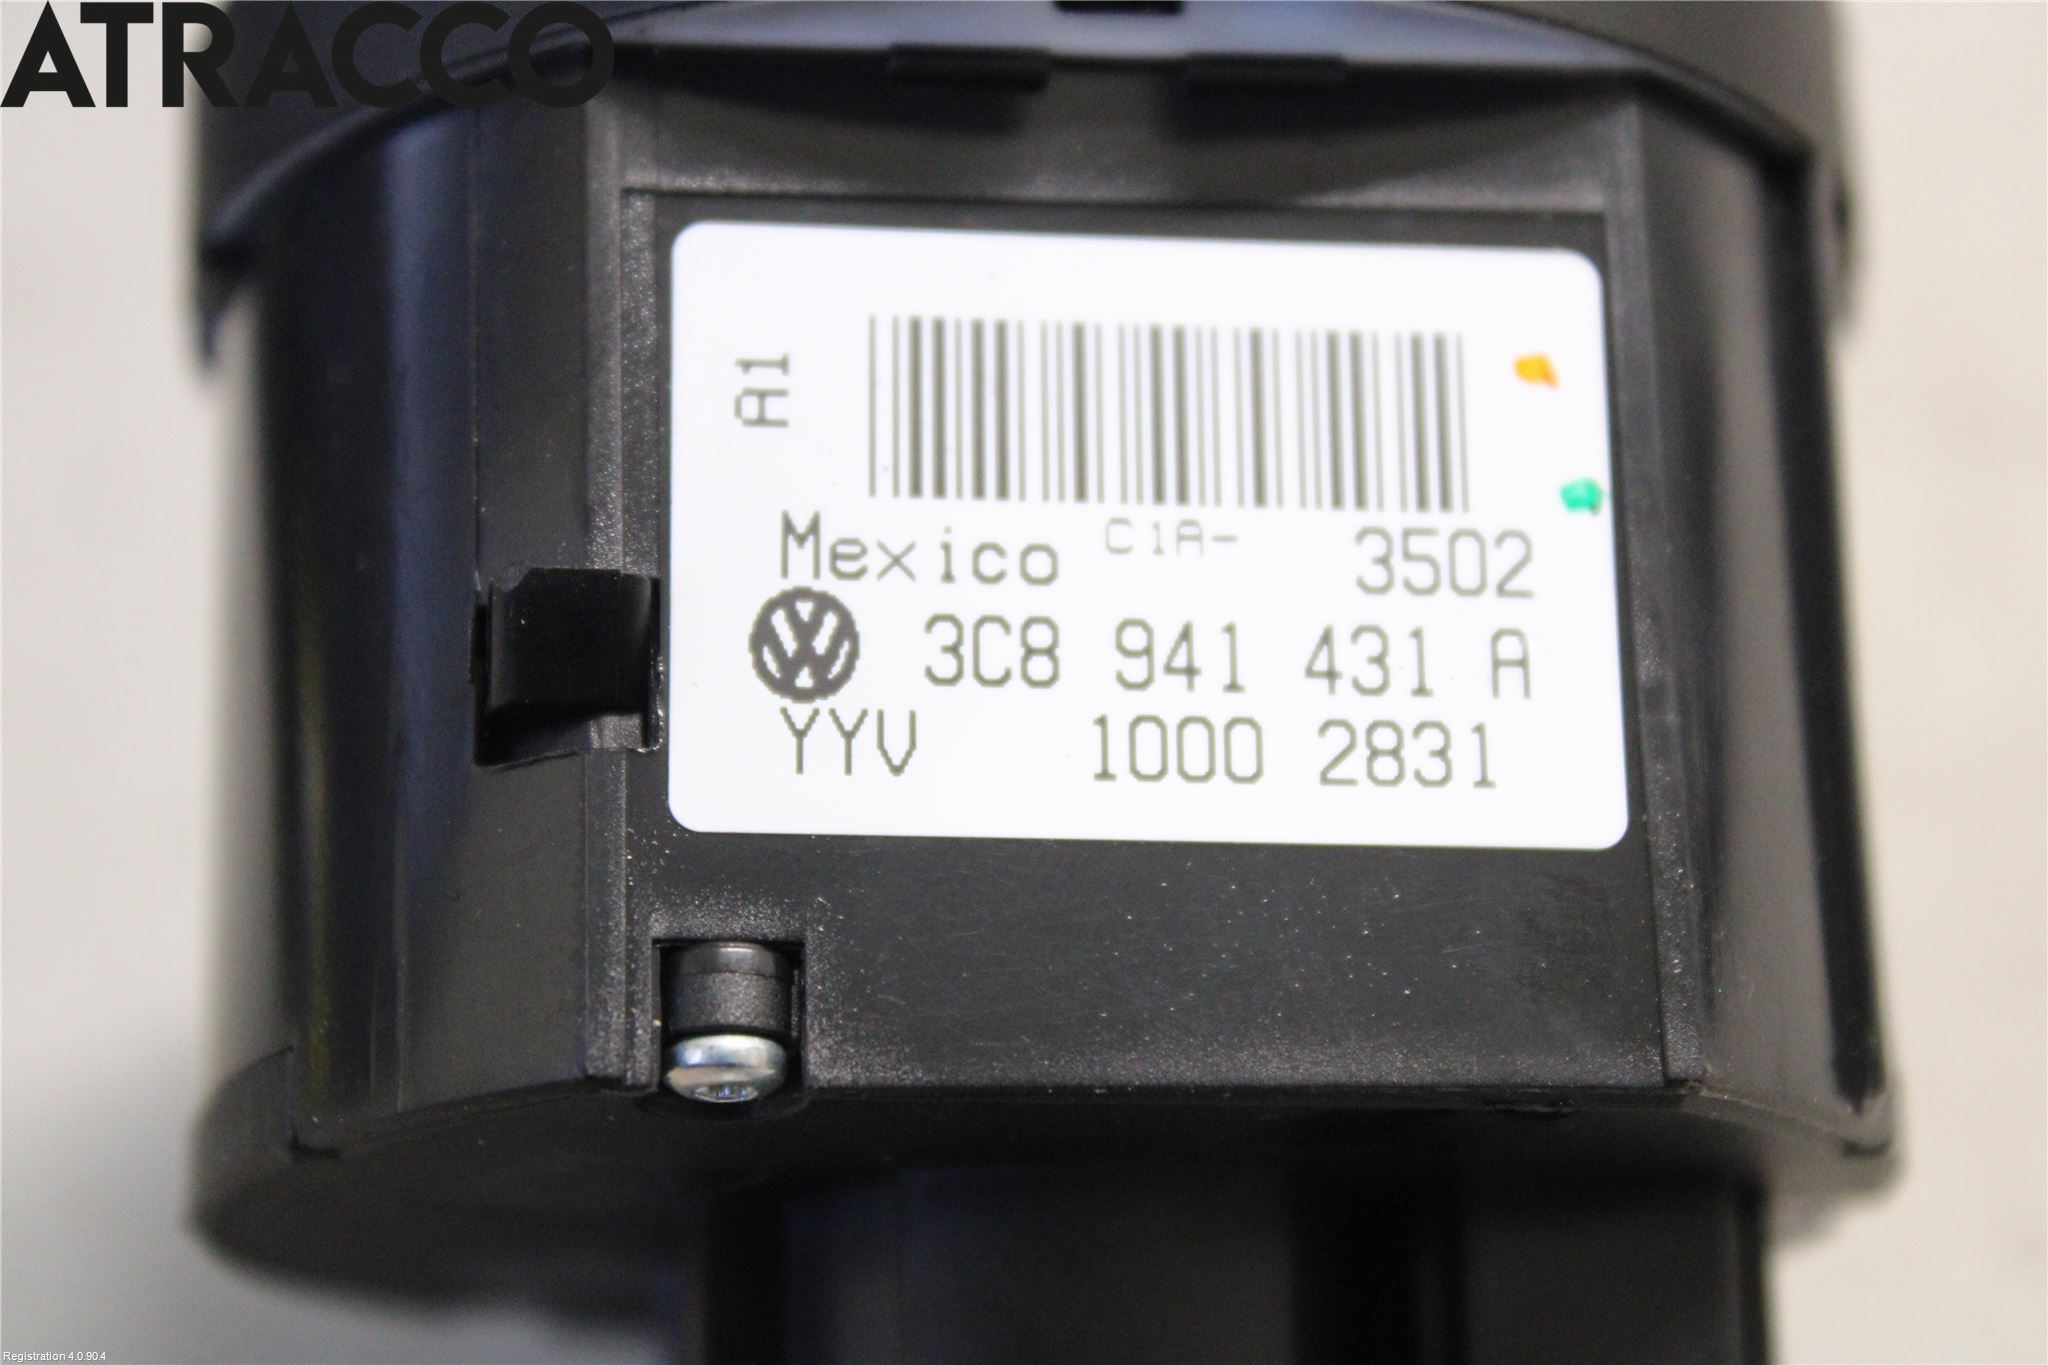 ATRACCO
A1
Mexico C1A- 3502
3C8 941 431 A
YYV 1000 2831
Registration 4.0.90.4